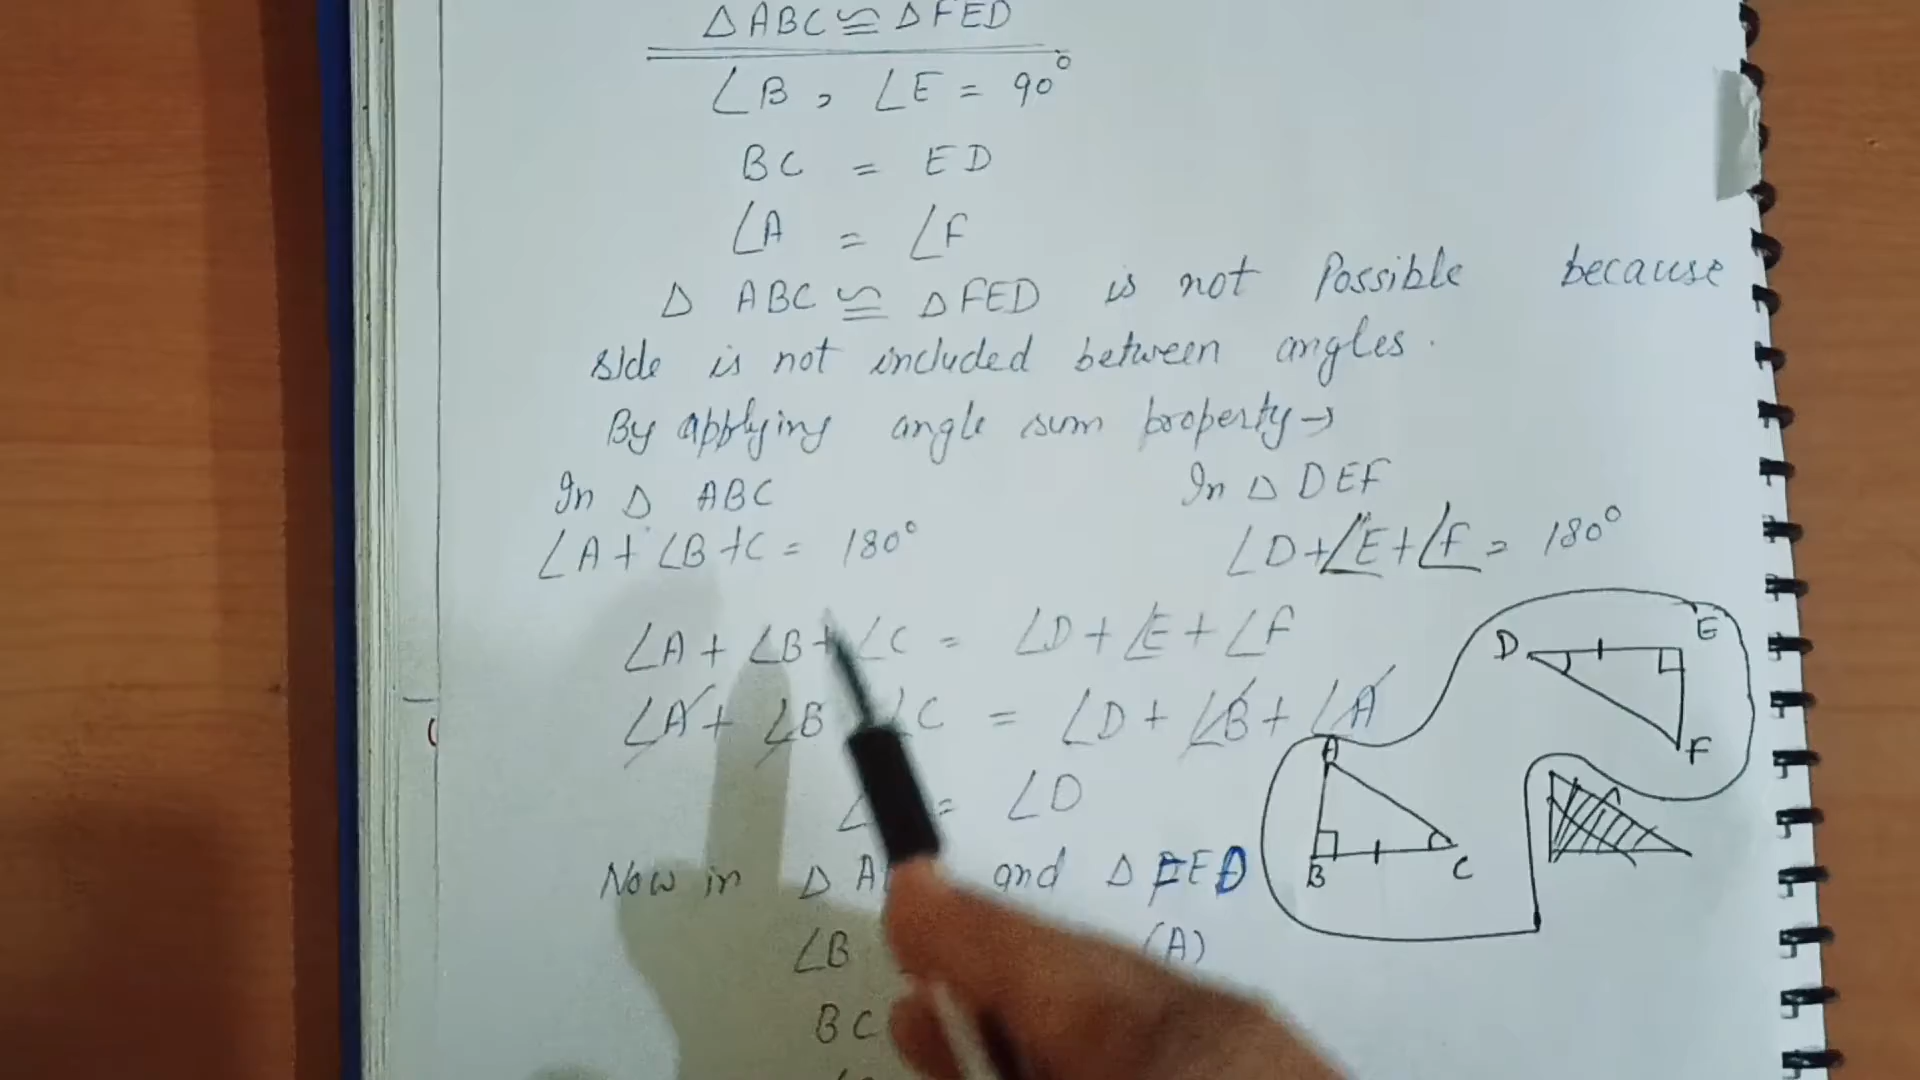 △ ABC ≅ △ FED
∠B , ∠E = 90°
BC = ED
∠A = ∠F
△ ABC ≅ △ FED is not Possible because
side is not included between angles.
By applying angle sum property →
In △ ABC
∠A + ∠B + C = 180°
In △ DEF
∠D + ∠E + ∠F = 180°
∠A + ∠B + ∠C = ∠D + ∠E + ∠F
∠A + ∠B ∠C = ∠D + ∠B + ∠A
∠ = ∠D
Now in △ A and △ FED
∠B (A)
BC
D E
F
A
B C